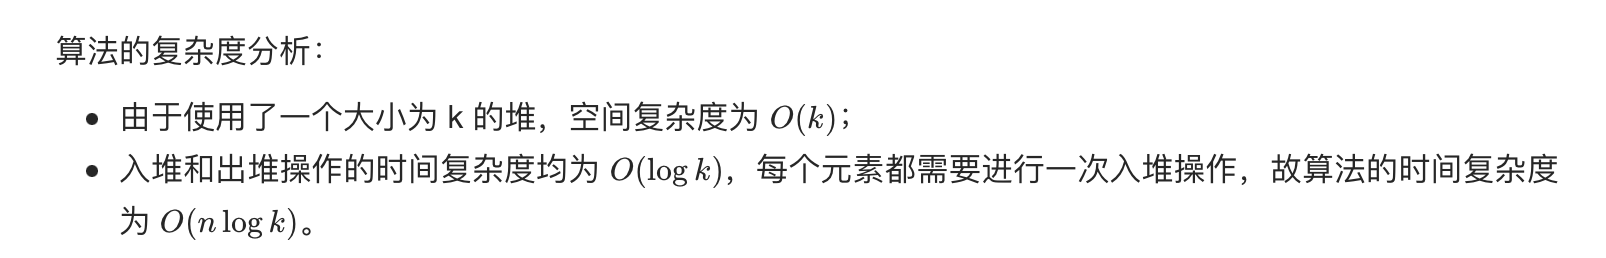 算法的复杂度分析：
• 由于使用了一个大小为 k 的堆，空间复杂度为 O(k)；
• 入堆和出堆操作的时间复杂度均为 O(log k)，每个元素都需要进行一次入堆操作，故算法的时间复杂度
为 O(n log k)。